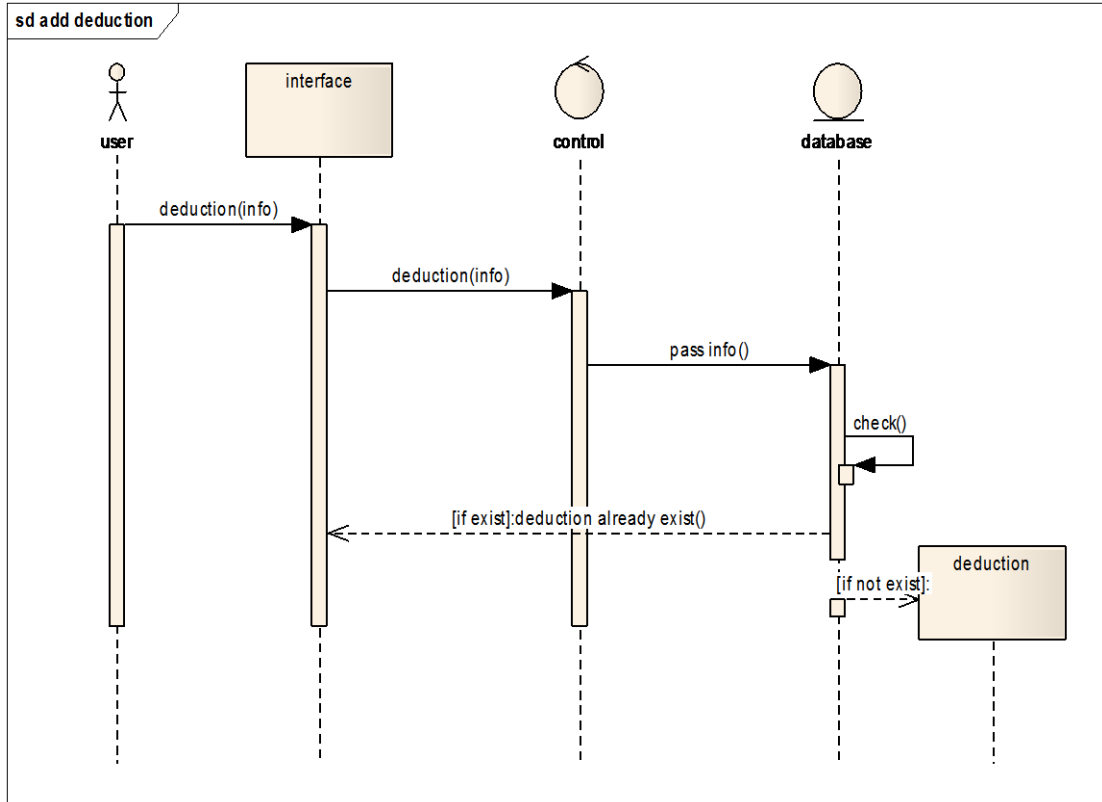 sd add deduction
interface
user
control
database
deduction(info)
deduction(info)
pass info()
check()
[if exist]:deduction already exist()
deduction
[if not exist]: